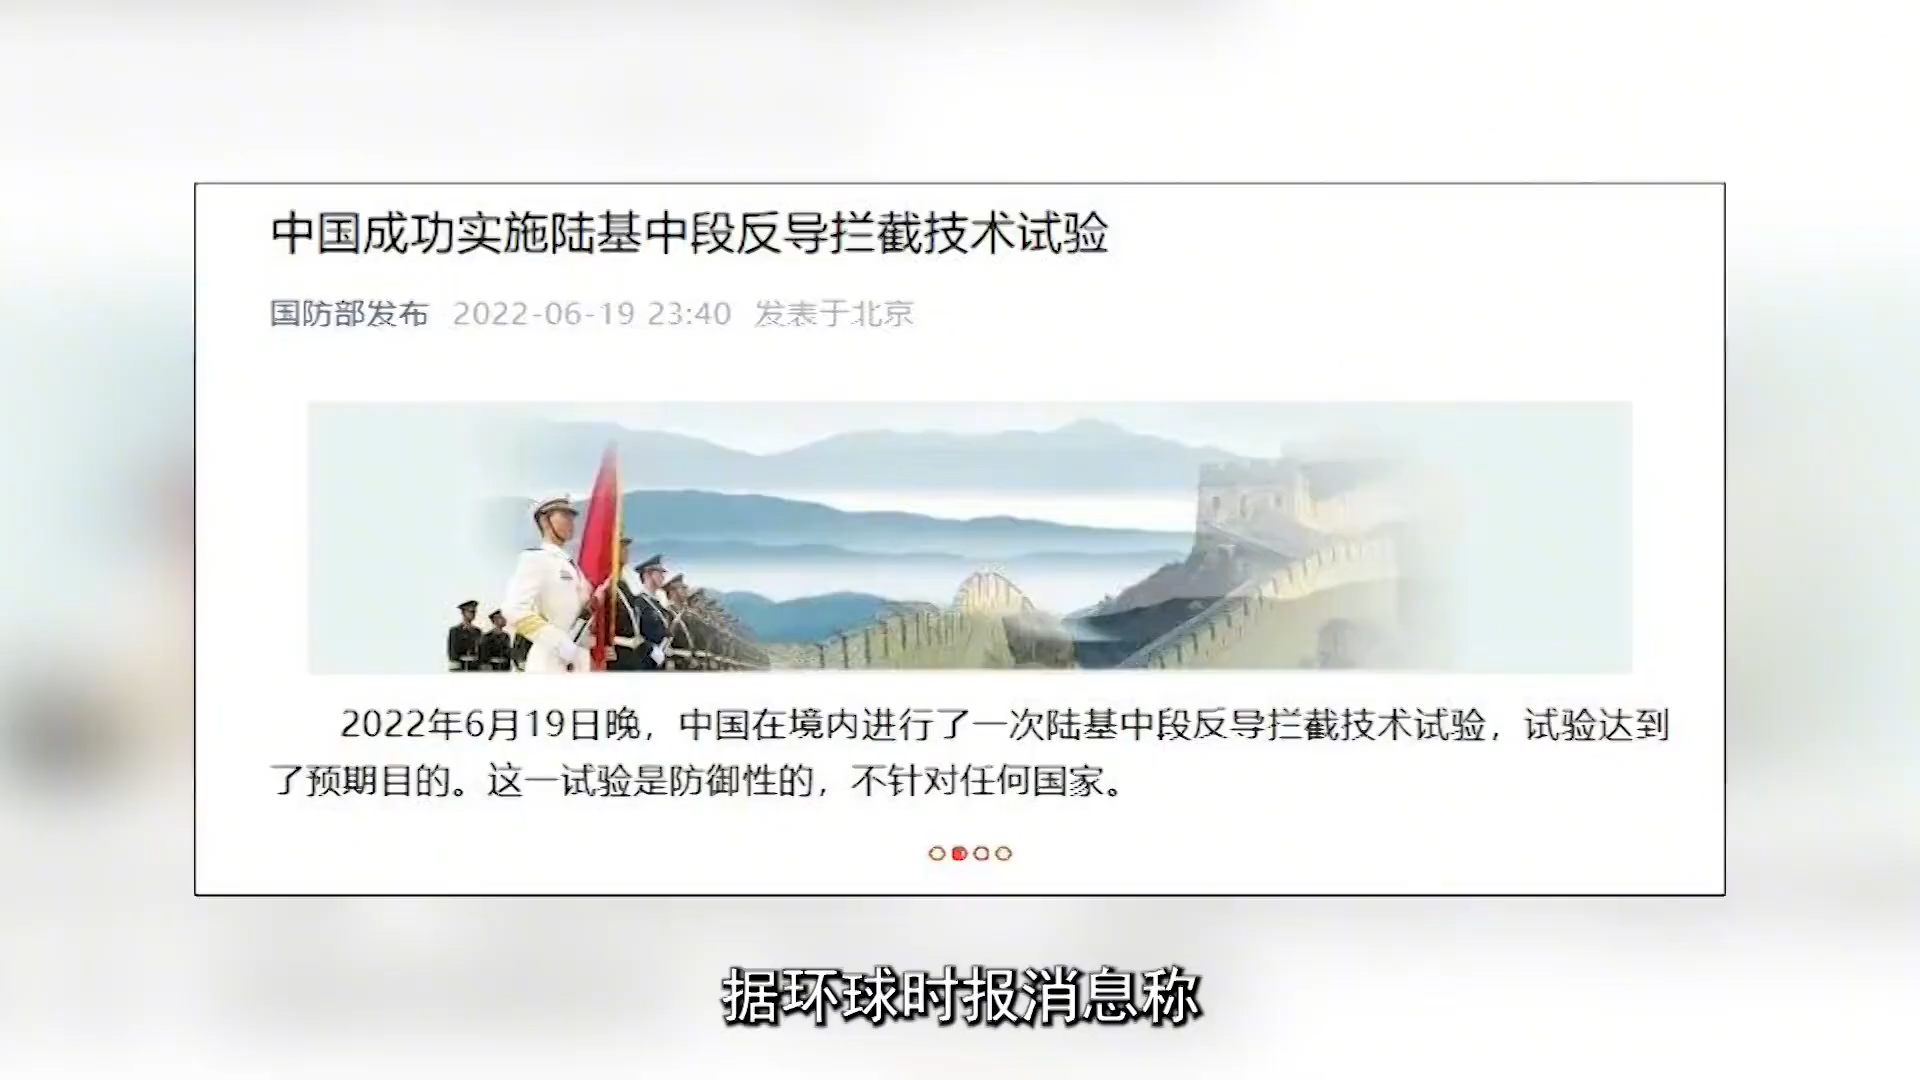 中国成功实施陆基中段反导拦截技术试验
国防部发布 2022-06-19 23:40 发表于北京
2022年6月19日晚，中国在境内进行了一次陆基中段反导拦截技术试验，试验达到
了预期目的。这一试验是防御性的，不针对任何国家。
据环球时报消息称